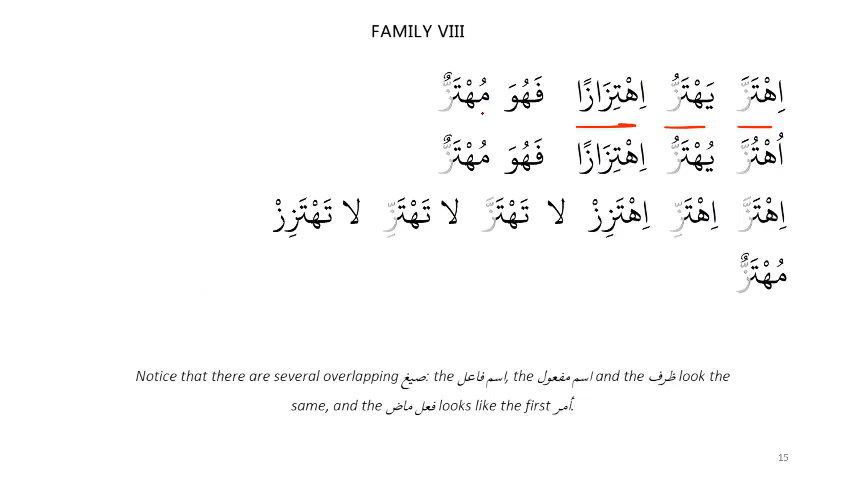 FAMILY VIII
اِهْتَزَّ يَهْتَزُّ اِهْتِزَازًا فَهُوَ مُهْتَزٌّ
اُهْتُزَّ يُهْتَزُّ اِهْتِزَازًا فَهُوَ مُهْتَزٌّ
اِهْتَزَّ اِهْتَزِّ اِهْتَزِزْ لا تَهْتَزَّ لا تَهْتَزِّ لا تَهْتَزِزْ
مُهْتَزٌّ
Notice that there are several overlapping صيغ: the اسم فاعل, the اسم مفعول and the ظرف look the
same, and the فعل ماض looks like the first أمر.
15